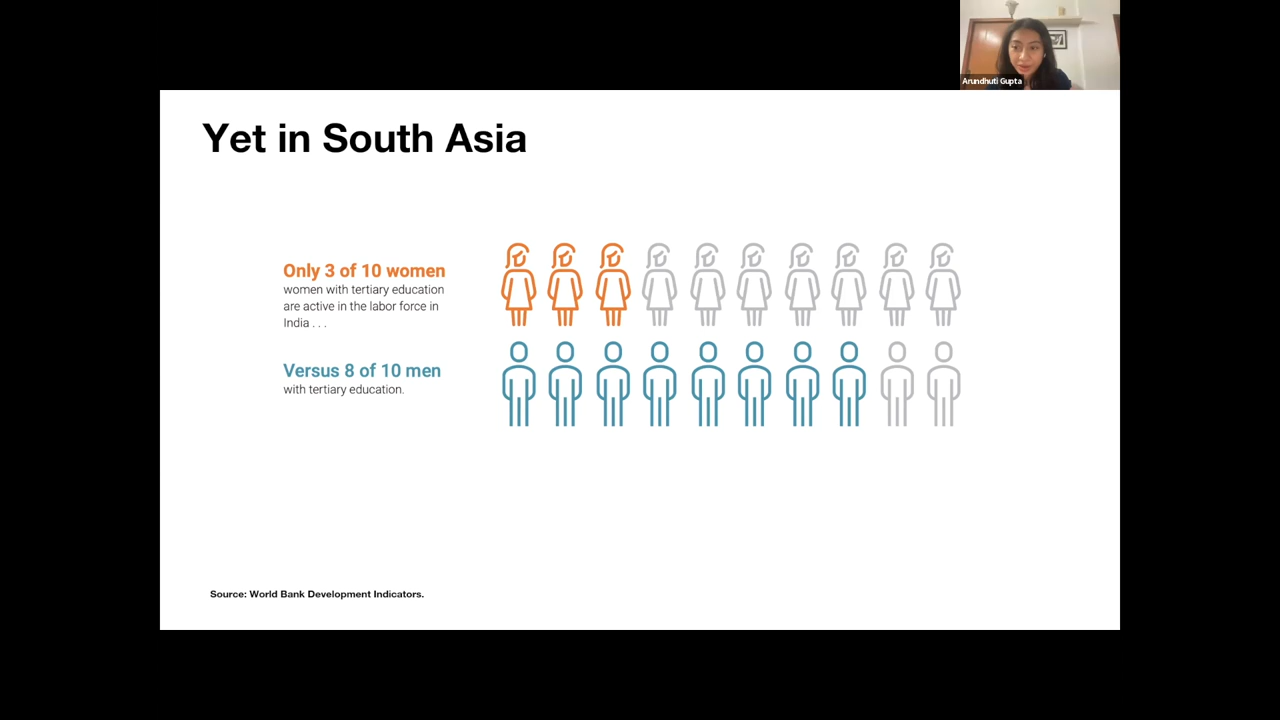 Arundhuti Gupta
Yet in South Asia
Only 3 of 10 women
women with tertiary education
are active in the labor force in
India . . .
Versus 8 of 10 men
with tertiary education.
Source: World Bank Development Indicators.